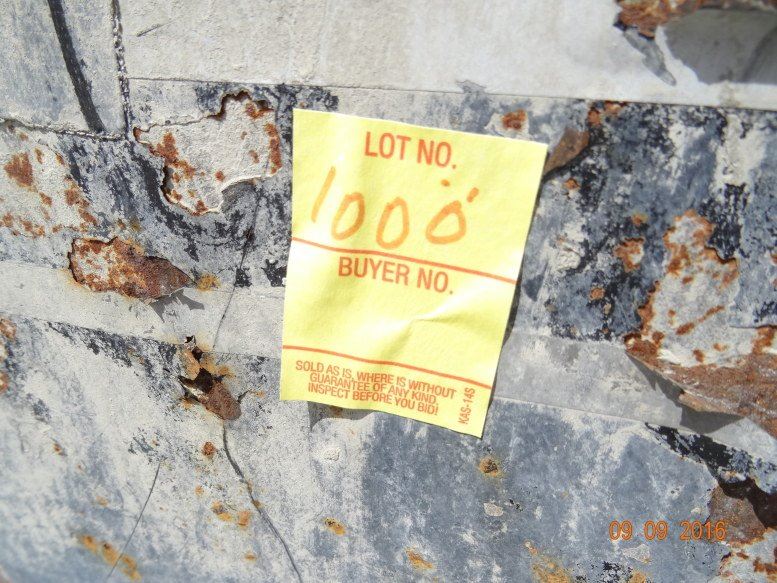 LOT NO.
1000
BUYER NO.
SOLD AS IS, WHERE IS WITHOUT
GUARANTEE OF ANY KIND.
INSPECT BEFORE YOU BID!
K4S-14S
09 09 2016